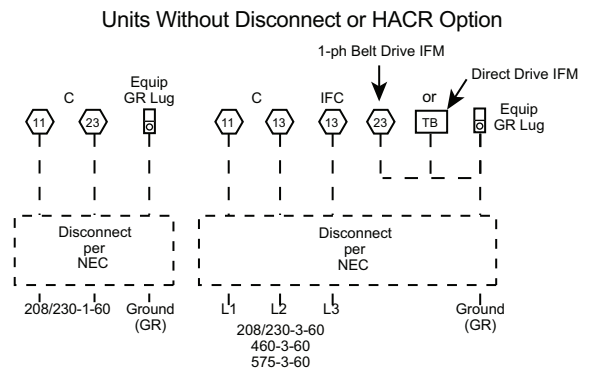 Units Without Disconnect or HACR Option
1-ph Belt Drive IFM
Direct Drive IFM
C
Equip
GR Lug
11
23
Disconnect
per
NEC
208/230-1-60
Ground
(GR)
C
IFC
or
Equip
GR Lug
11
13
13
23
TB
Disconnect
per
NEC
L1
L2
L3
Ground
(GR)
208/230-3-60
460-3-60
575-3-60